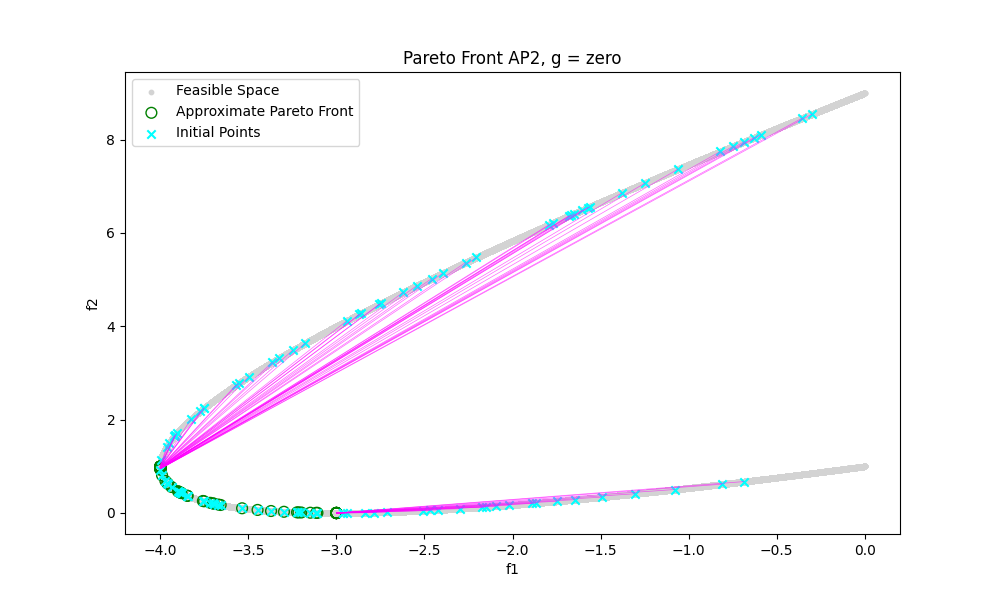 Pareto Front AP2, g = zero
Feasible Space
Approximate Pareto Front
Initial Points
8
6
4
2
0
f2
−4.0 −3.5 −3.0 −2.5 −2.0 −1.5 −1.0 −0.5 0.0
f1